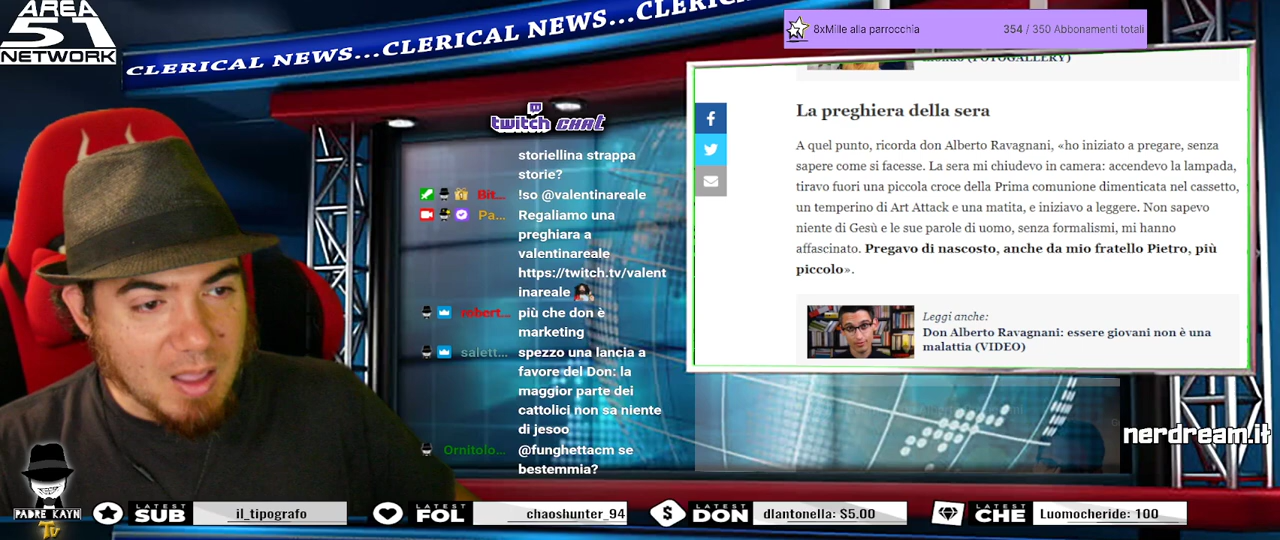 AREA
51
NETWORK
CLERICAL NEWS...CLERICAL NEWS...CLERIC
8xMille alla parrocchia 354 / 350 Abbonamenti totali
twitch chat
storiellina strappa
storie?
Bit... !so @valentinareale
Pa... Regaliamo una
preghiara a
valentinareale
https://twitch.tv/valent
inareale
robert... più che don è
marketing
salett... spezzo una lancia a
favore del Don: la
maggior parte dei
cattolici non sa niente
di jesoo
Ornitolo... @funghettacm se
bestemmia?
(FOTOGALLERY)
La preghiera della sera
A quel punto, ricorda don Alberto Ravagnani, «ho iniziato a pregare, senza
sapere come si facesse. La sera mi chiudevo in camera: accendevo la lampada,
tiravo fuori una piccola croce della Prima comunione dimenticata nel cassetto,
un temperino di Art Attack e una matita, e iniziavo a leggere. Non sapevo
niente di Gesù e le sue parole di uomo, senza formalismi, mi hanno
affascinato. Pregavo di nascosto, anche da mio fratello Pietro, più
piccolo».
Leggi anche:
Don Alberto Ravagnani: essere giovani non è una
malattia (VIDEO)
nerdream.it
PADRE KAYN
Tv
LATEST
SUB il_tipografo
LATEST
FOL chaoshunter_94
LATEST
DON dlantonella: $5.00
LATEST
CHE Luomocheride: 100